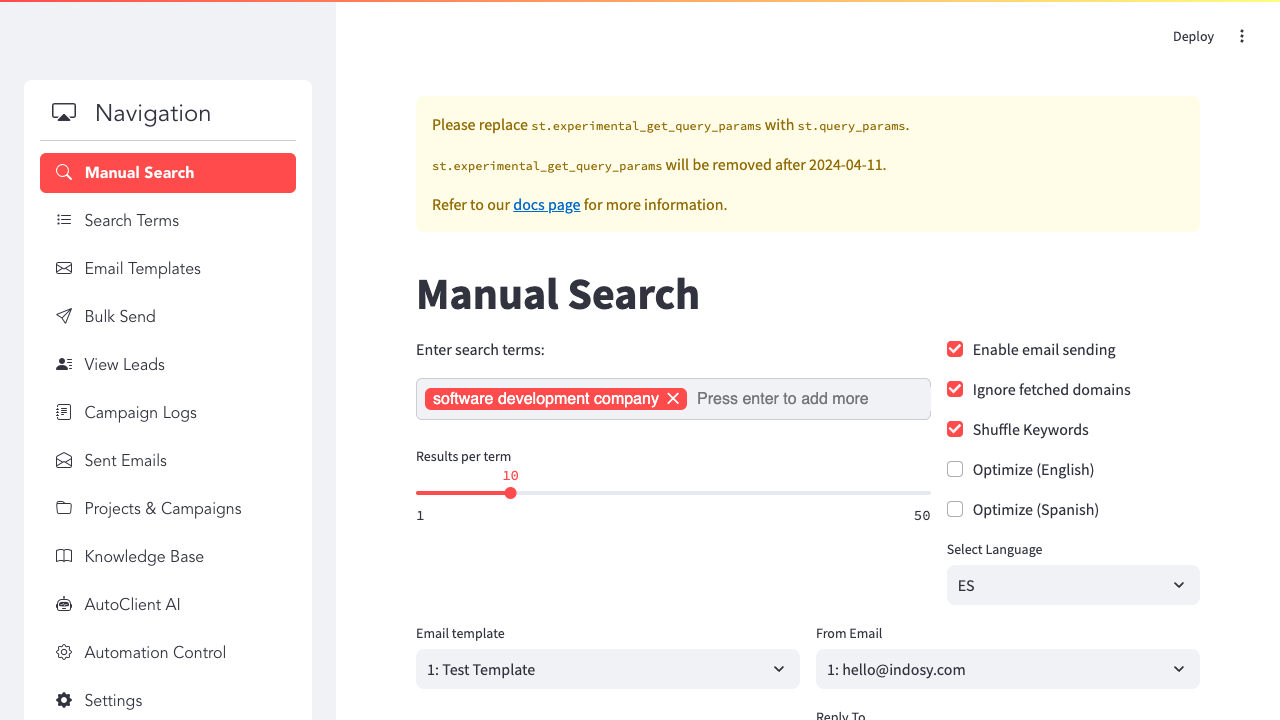 Deploy
Navigation
Manual Search
Search Terms
Email Templates
Bulk Send
View Leads
Campaign Logs
Sent Emails
Projects & Campaigns
Knowledge Base
AutoClient AI
Automation Control
Settings
Please replace st.experimental_get_query_params with st.query_params.
st.experimental_get_query_params will be removed after 2024-04-11.
Refer to our docs page for more information.
Manual Search
Enter search terms:
software development company Press enter to add more
Results per term
10
1 50
Enable email sending
Ignore fetched domains
Shuffle Keywords
Optimize (English)
Optimize (Spanish)
Select Language
ES
Email template
1: Test Template
From Email
1: hello@indosy.com
Reply To